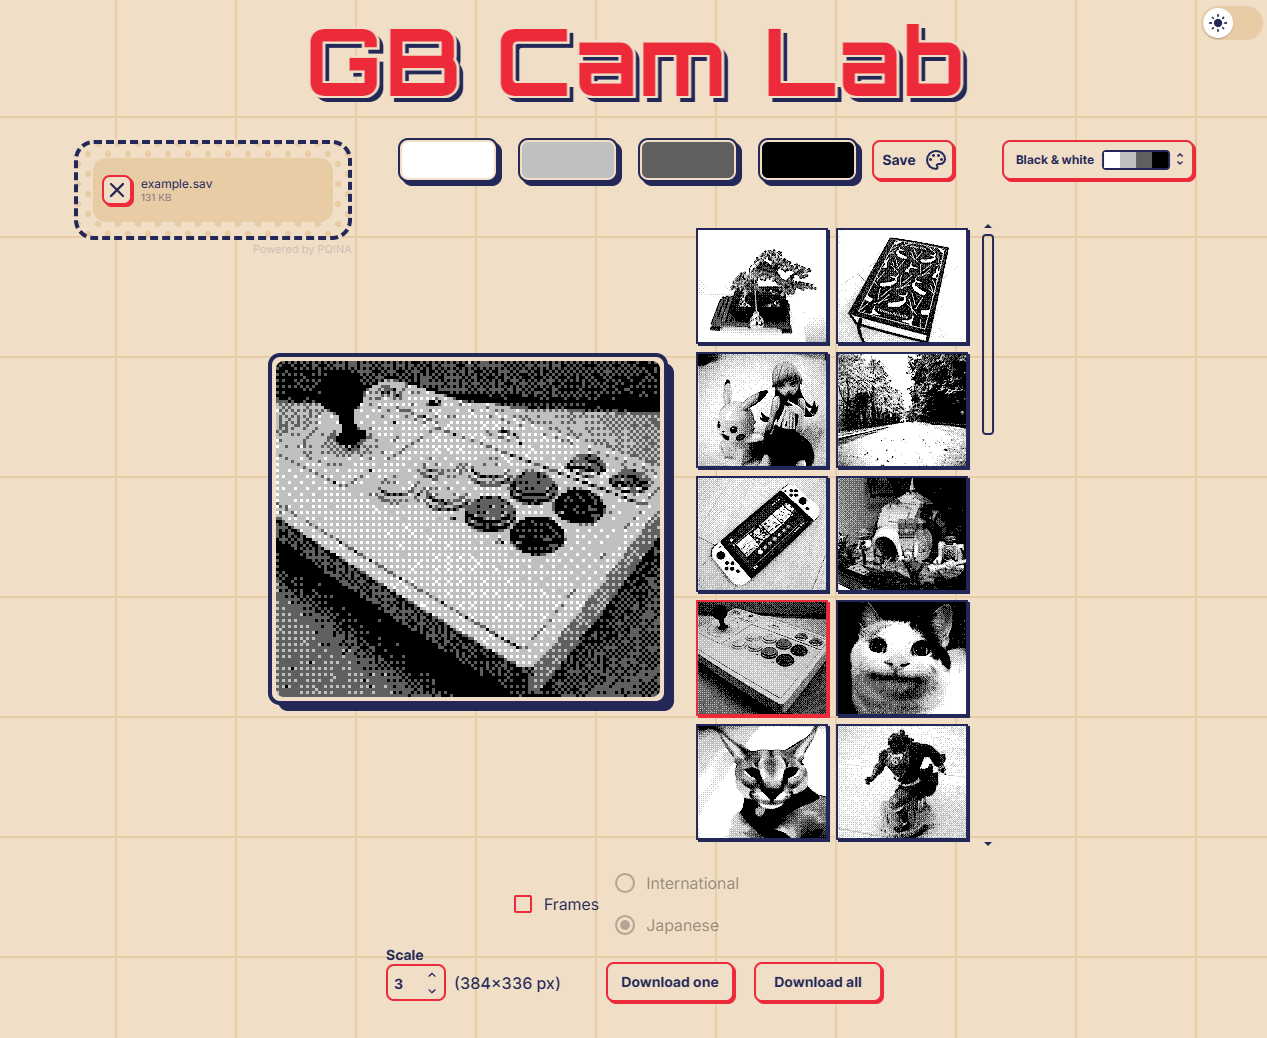 GB Cam Lab
example.sav
131 KB
Powered by PQINA
Save
Black & white
Frames
International
Japanese
Scale
3
(384×336 px)
Download one
Download all